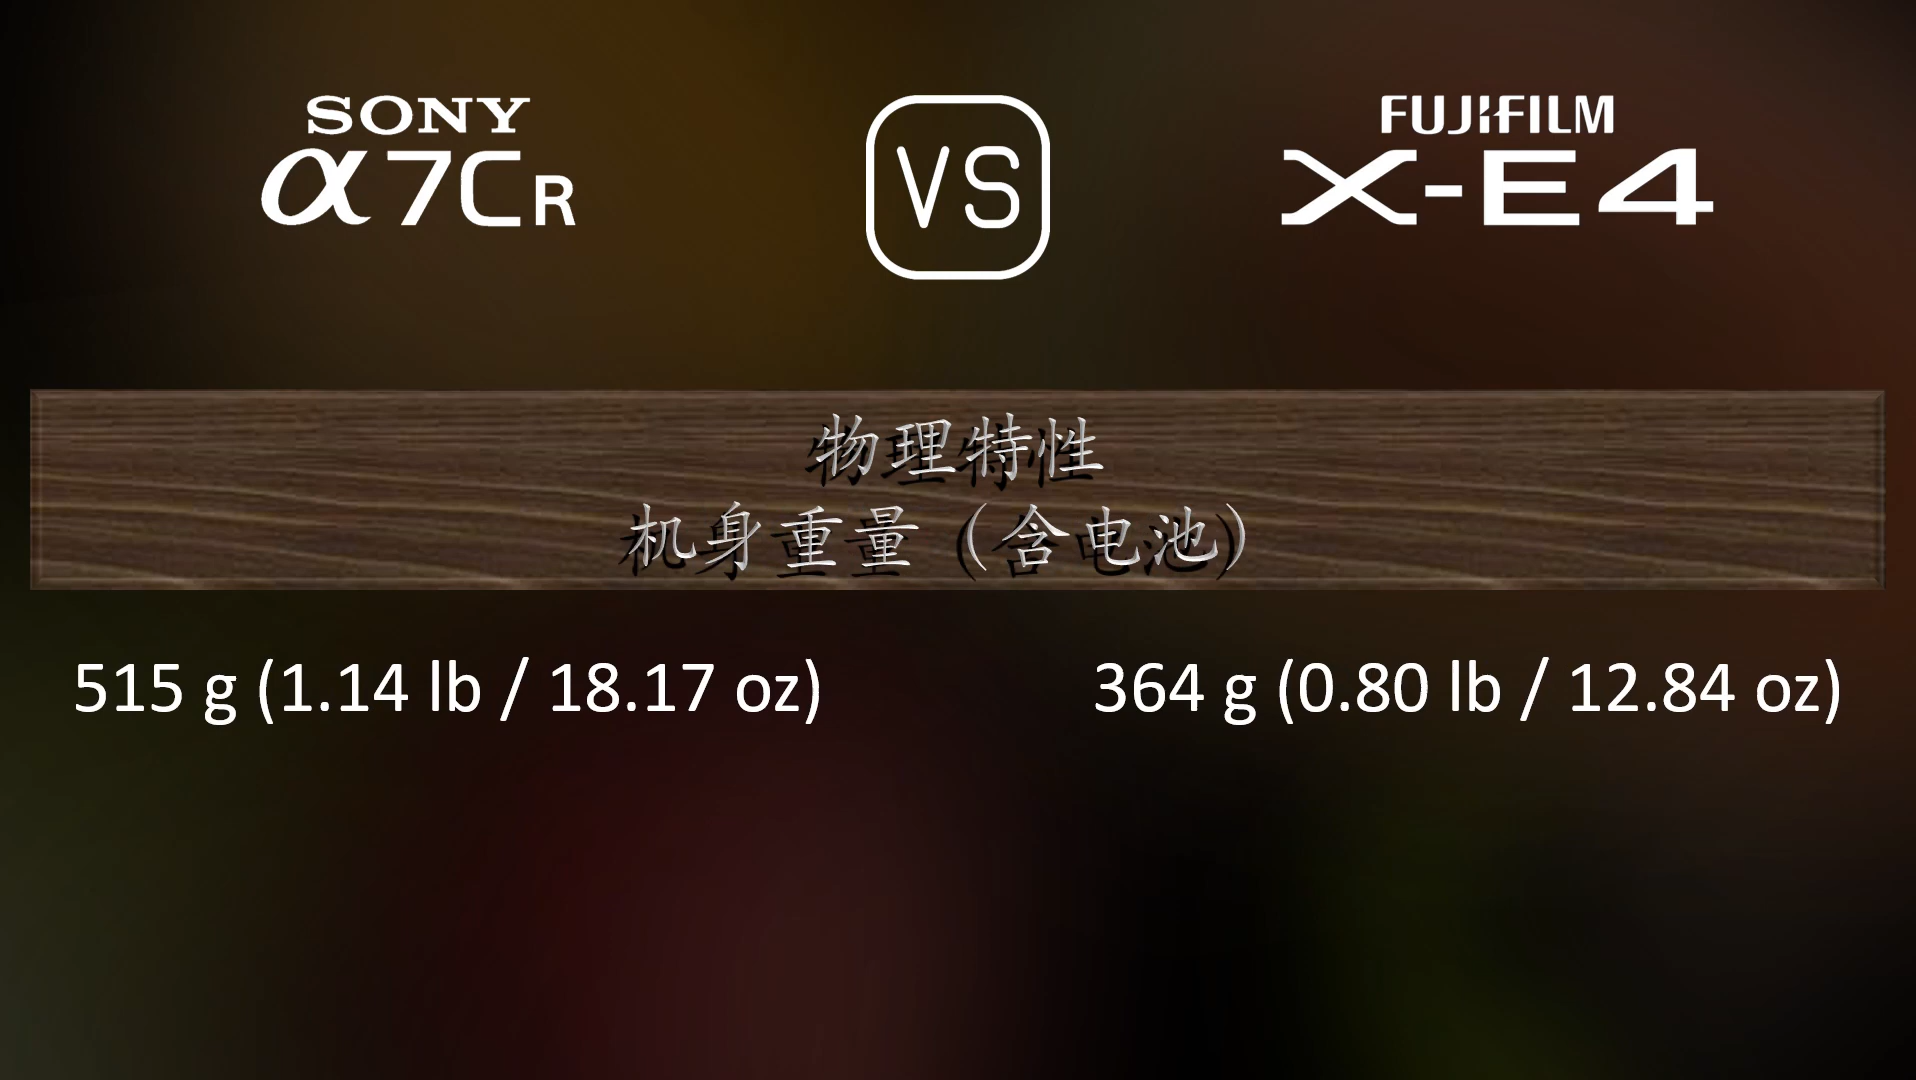 SONY
α7CR
VS
FUJIFILM
X-E4
物理特性
机身重量（含电池）
515 g (1.14 lb / 18.17 oz)
364 g (0.80 lb / 12.84 oz)